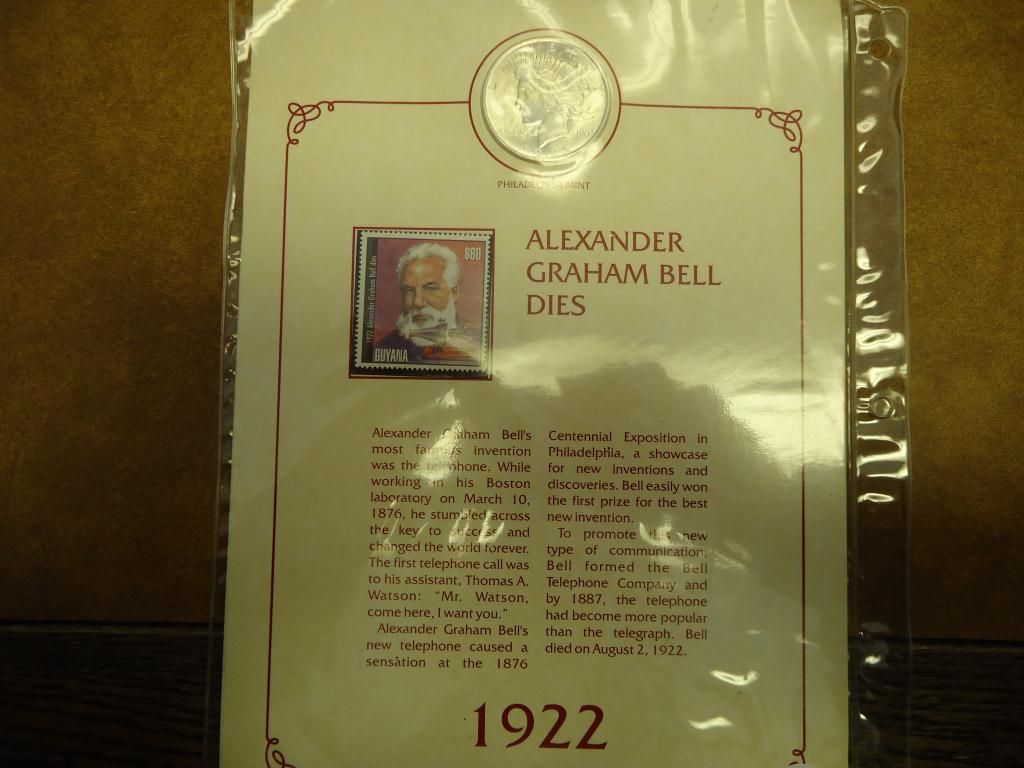 PHILADELPHIA MINT
$60
1922 Alexander Graham Bell dies
GUYANA
ALEXANDER
GRAHAM BELL
DIES
Alexander Graham Bell's
most famous invention
was the telephone. While
working in his Boston
laboratory on March 10,
1876, he stumbled across
the key to success and
changed the world forever.
The first telephone call was
to his assistant, Thomas A.
Watson: "Mr. Watson,
come here, I want you."
Alexander Graham Bell's
new telephone caused a
sensation at the 1876
Centennial Exposition in
Philadelphia, a showcase
for new inventions and
discoveries. Bell easily won
the first prize for the best
new invention.
To promote this new
type of communication,
Bell formed the Bell
Telephone Company and
by 1887, the telephone
had become more popular
than the telegraph. Bell
died on August 2, 1922.
1922